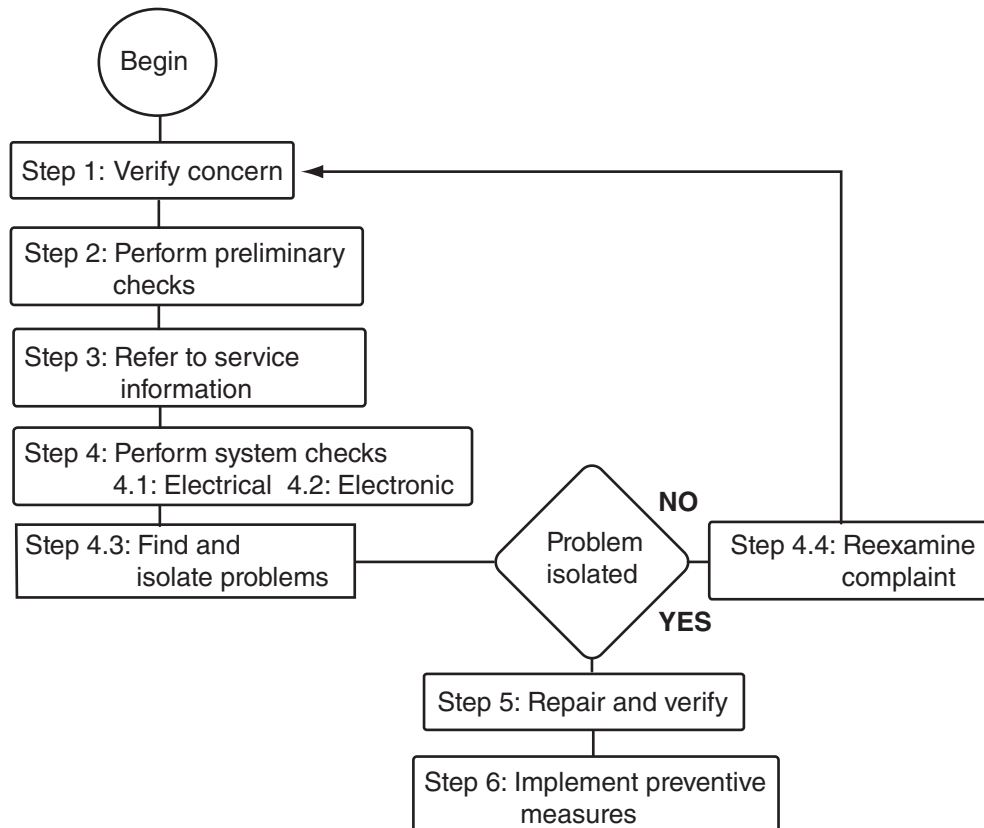 Begin
Step 1: Verify concern
Step 2: Perform preliminary
checks
Step 3: Refer to service
information
Step 4: Perform system checks
4.1: Electrical 4.2: Electronic
Step 4.3: Find and
isolate problems
Problem
isolated
NO
YES
Step 4.4: Reexamine
complaint
Step 5: Repair and verify
Step 6: Implement preventive
measures